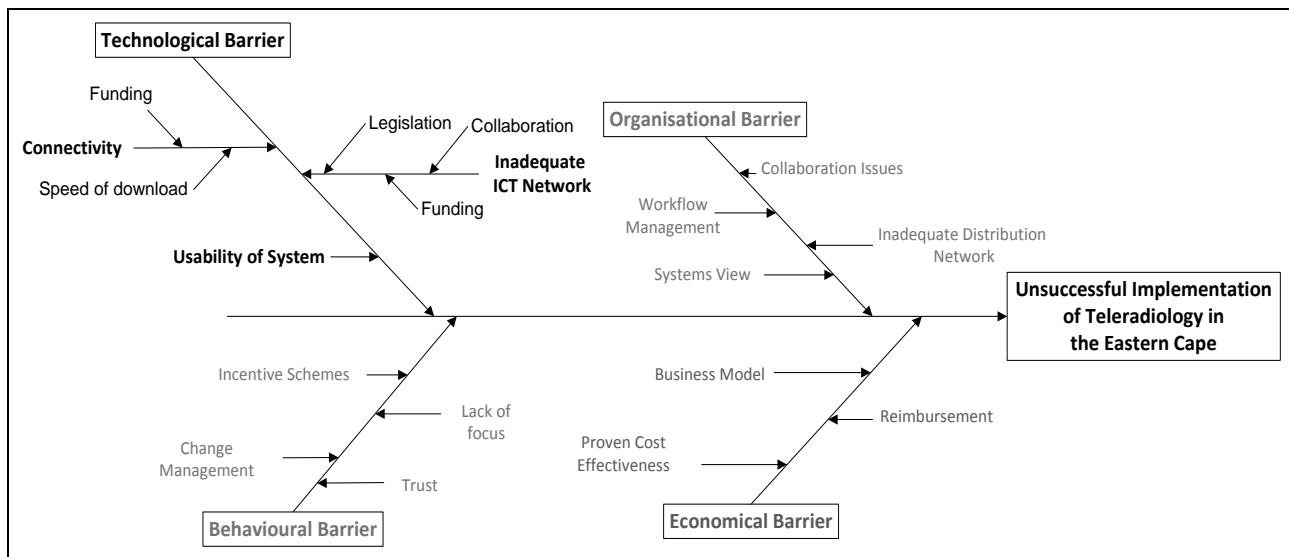 Technological Barrier
Funding
Legislation
Collaboration
Connectivity
Inadequate
ICT Network
Speed of download
Funding
Usability of System
Organisational Barrier
Collaboration Issues
Workflow
Management
Inadequate Distribution
Network
Systems View
Unsuccessful Implementation
of Teleradiology in
the Eastern Cape
Incentive Schemes
Lack of
focus
Change
Management
Trust
Behavioural Barrier
Business Model
Reimbursement
Proven Cost
Effectiveness
Economical Barrier